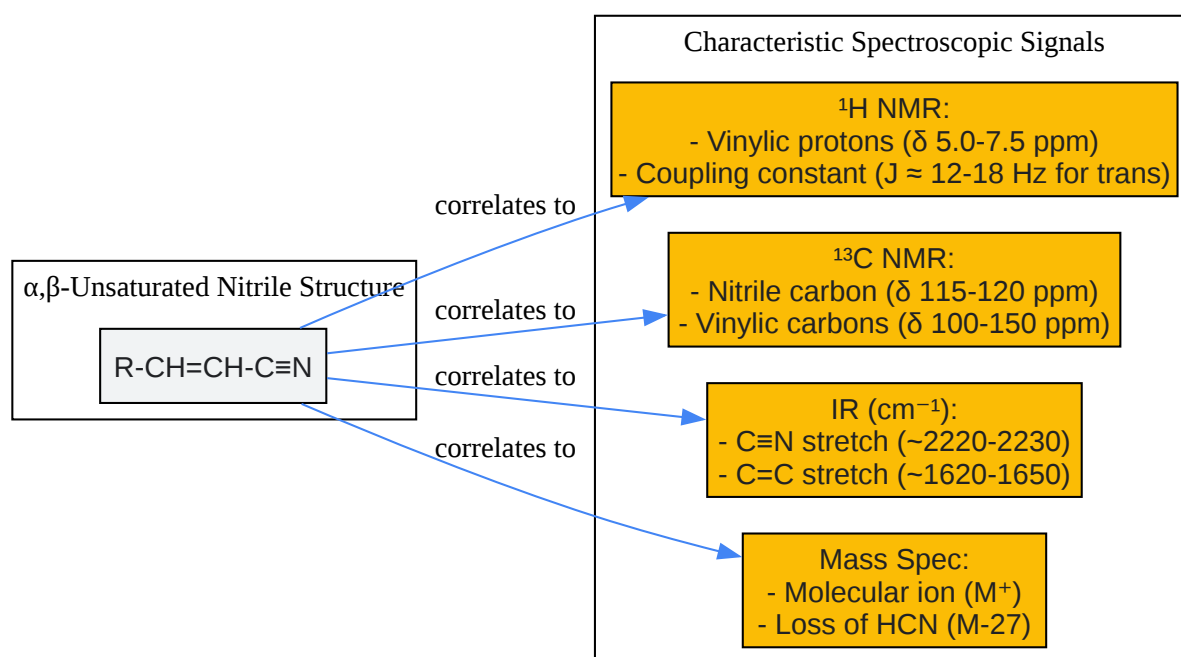 Characteristic Spectroscopic Signals
¹H NMR:
- Vinylic protons (δ 5.0-7.5 ppm)
- Coupling constant (J ≈ 12-18 Hz for trans)
correlates to
α,β-Unsaturated Nitrile Structure
R-CH=CH-C≡N
correlates to
¹³C NMR:
- Nitrile carbon (δ 115-120 ppm)
- Vinylic carbons (δ 100-150 ppm)
correlates to
IR (cm⁻¹):
- C≡N stretch (~2220-2230)
- C=C stretch (~1620-1650)
correlates to
Mass Spec:
- Molecular ion (M⁺)
- Loss of HCN (M-27)